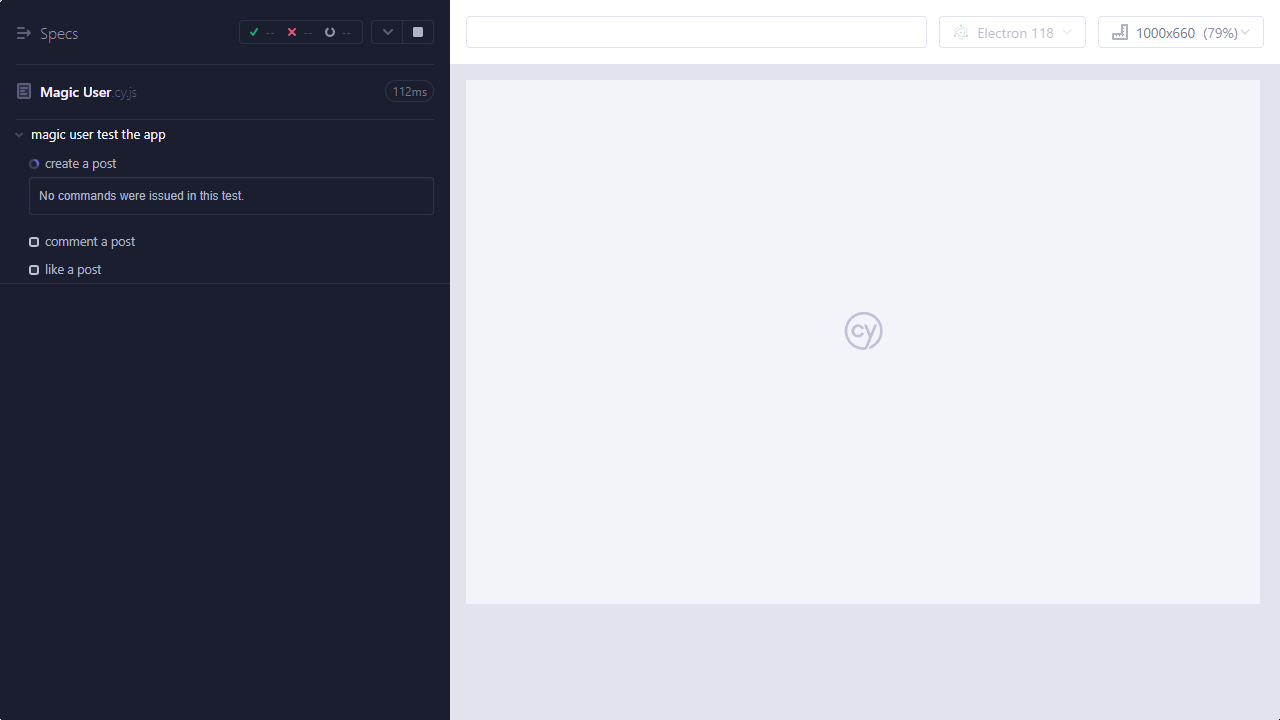 Specs
-- -- --
Magic User.cy.js
112ms
magic user test the app
create a post
No commands were issued in this test.
comment a post
like a post
Electron 118
1000x660 (79%)
cy